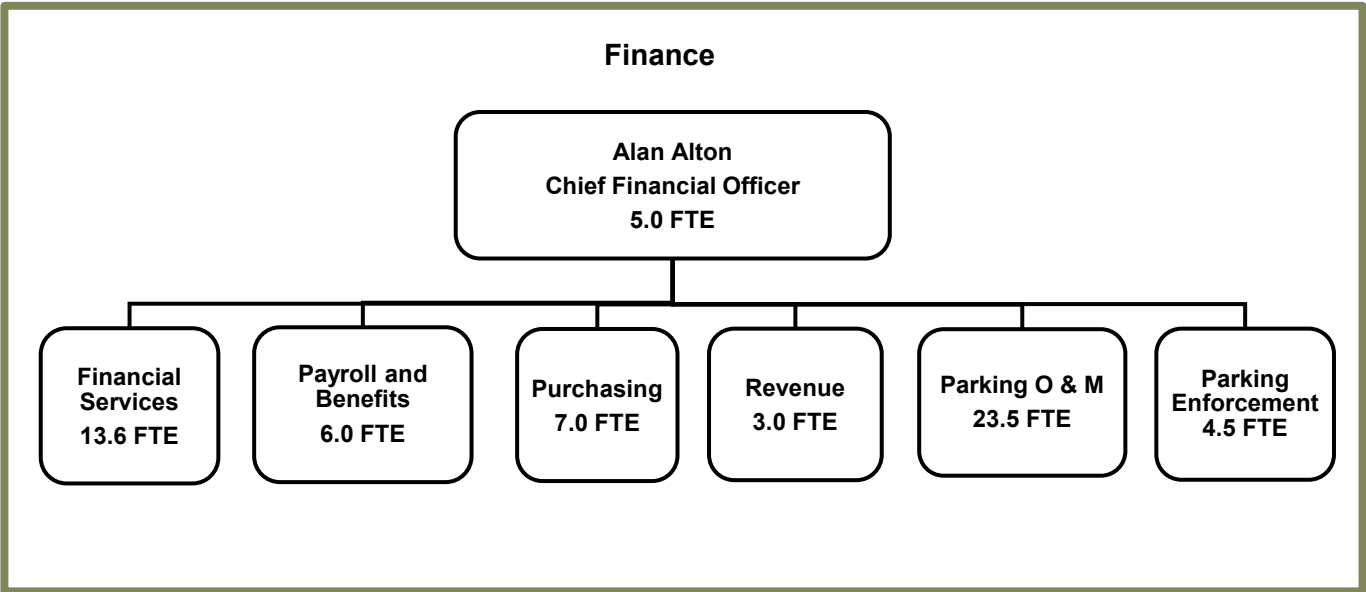 Finance
Alan Alton
Chief Financial Officer
5.0 FTE
Financial
Services
13.6 FTE
Payroll and
Benefits
6.0 FTE
Purchasing
7.0 FTE
Revenue
3.0 FTE
Parking O & M
23.5 FTE
Parking
Enforcement
4.5 FTE